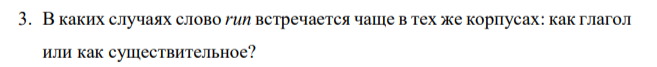 3. В каких случаях слово run встречается чаще в тех же корпусах: как глагол
или как существительное?